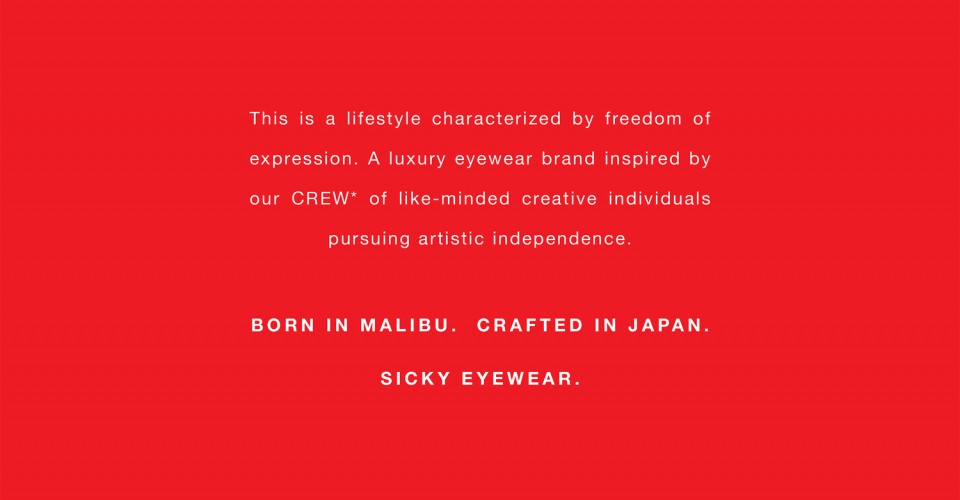 This is a lifestyle characterized by freedom of
expression. A luxury eyewear brand inspired by
our CREW* of like-minded creative individuals
pursuing artistic independence.
BORN IN MALIBU. CRAFTED IN JAPAN.
SICKY EYEWEAR.